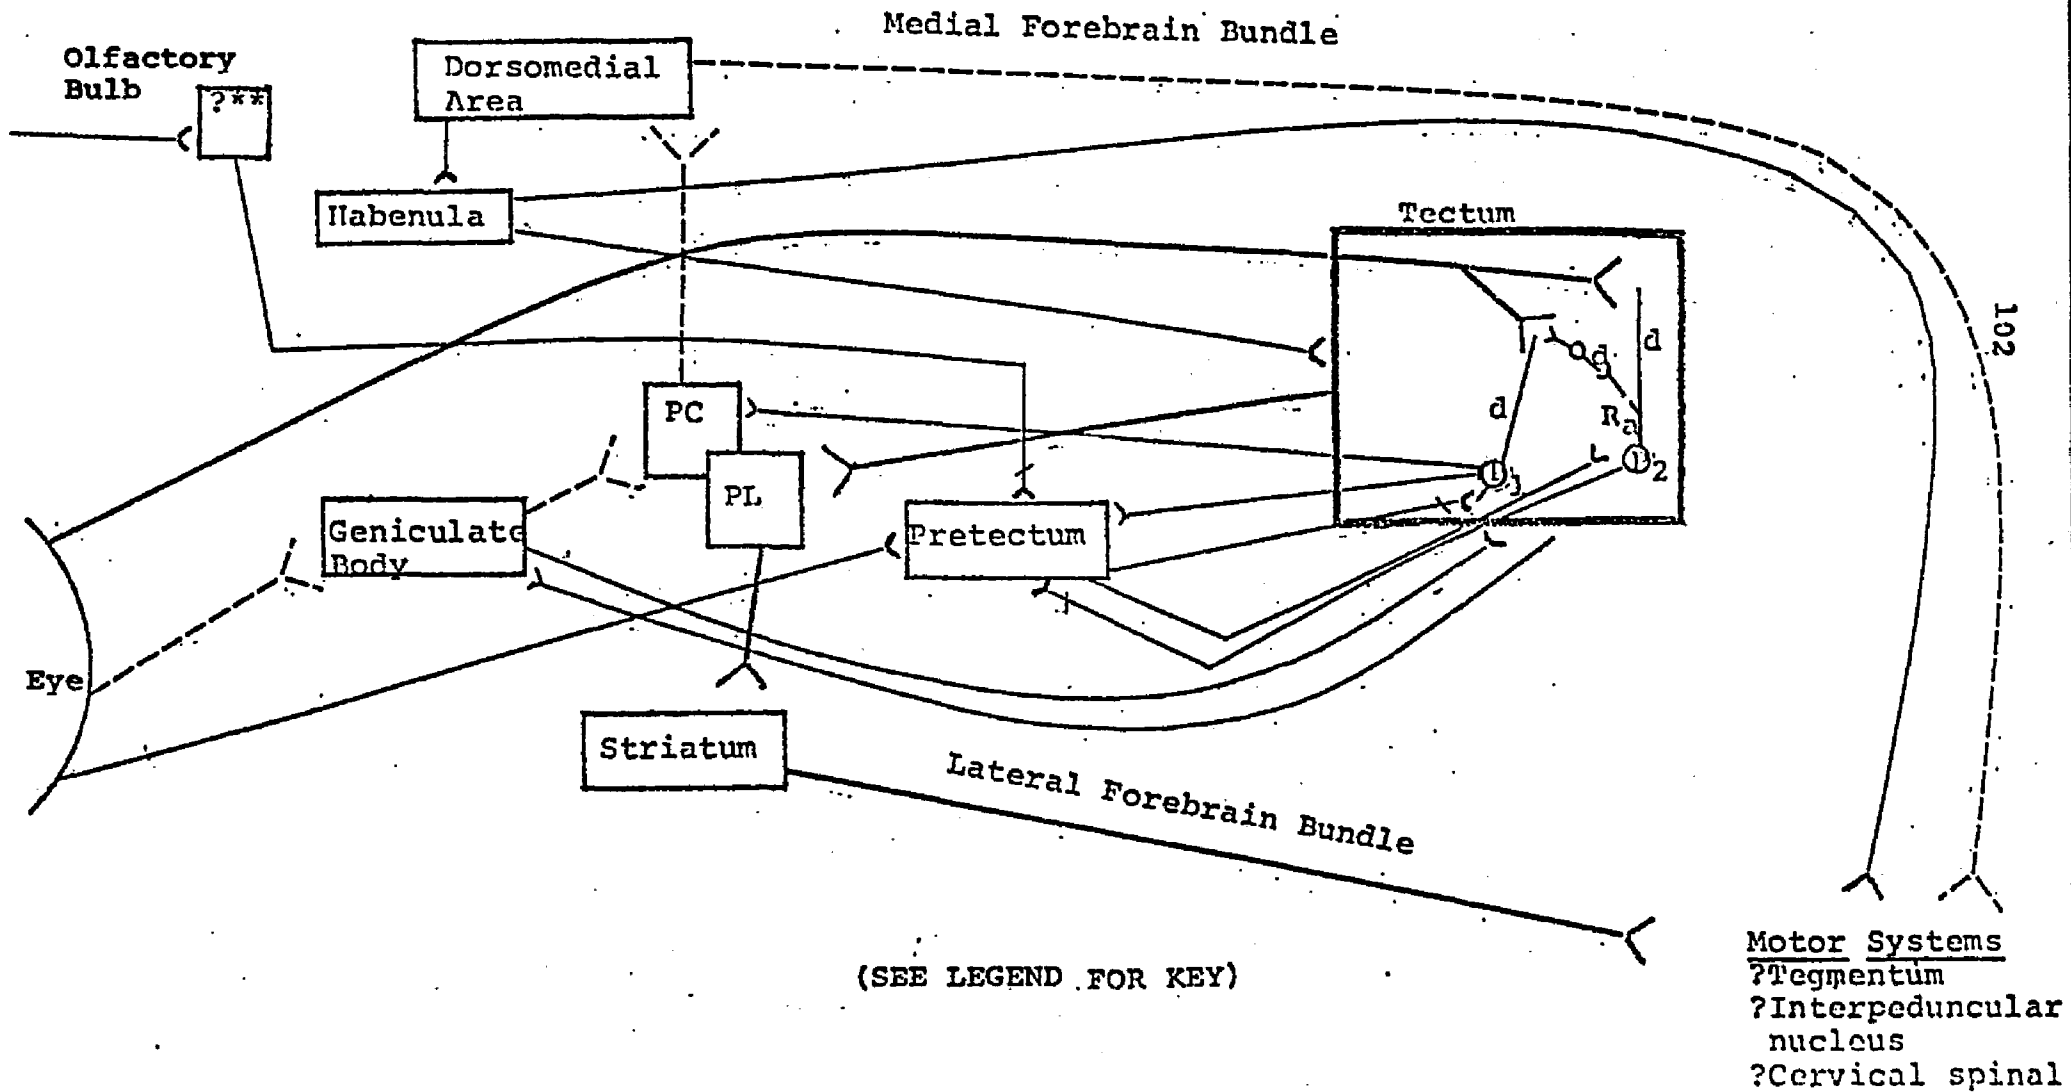 Medial Forebrain Bundle
Olfactory
Bulb
?**
Dorsomedial
Area
Habenula
Tectum
102
d
d
g
d
Ra
PC
PL
1
2
Geniculate
Body
Pretectum
Eye
Striatum
Lateral Forebrain Bundle
(SEE LEGEND FOR KEY)
Motor Systems
?Tegmentum
?Interpeduncular
nucleus
?Cervical spinal